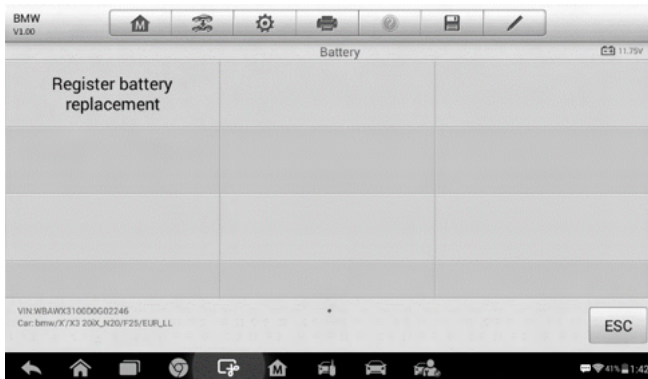 BMW
V1.00
Battery
11.75V
Register battery
replacement
VIN:WBAWX3100D0G02246
Car: bmw/X'/X3 20iX_N20/F25/EUR_LL
ESC
41% 1:42